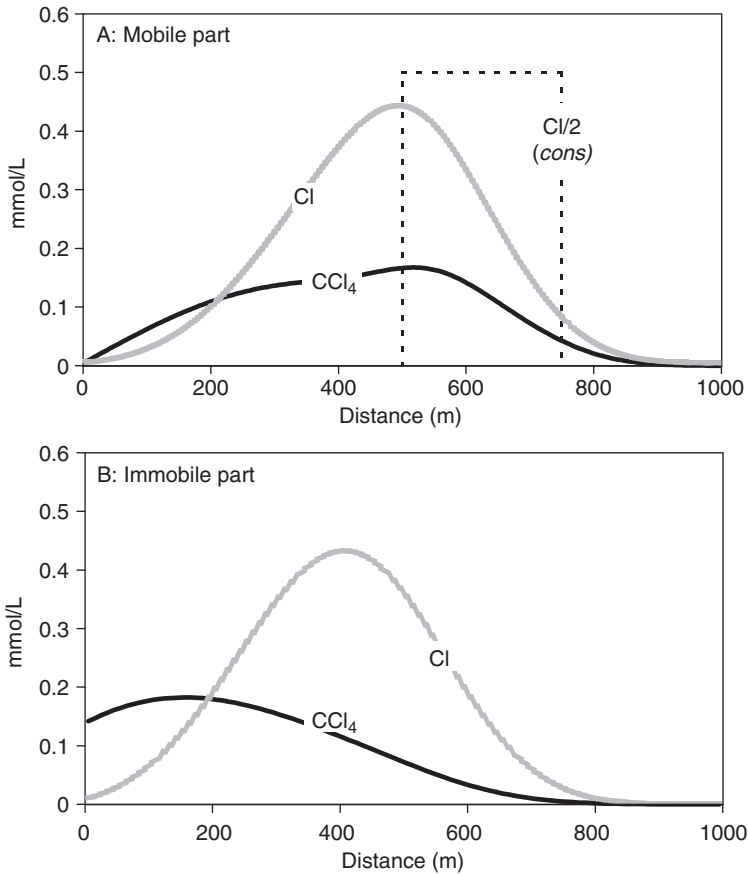 A: Mobile part
0.6
0.5
0.4
0.3
0.2
0.1
0
mmol/L
Cl/2
(cons)
Cl
CCl4
0 200 400 600 800 1000
Distance (m)
B: Immobile part
0.6
0.5
0.4
0.3
0.2
0.1
0
mmol/L
Cl
CCl4
0 200 400 600 800 1000
Distance (m)